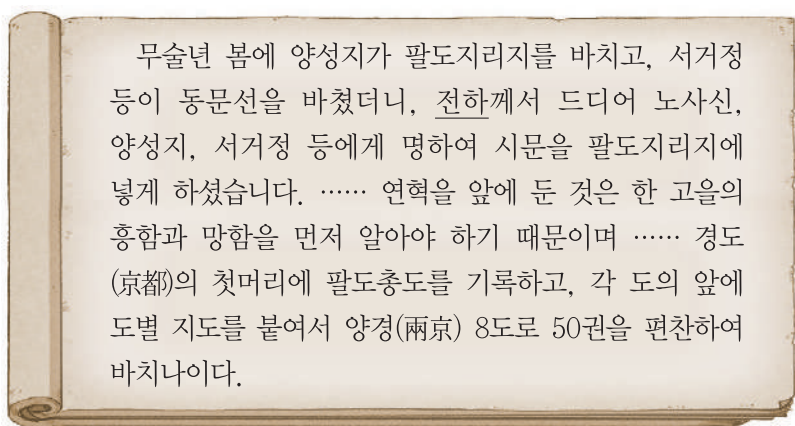 무술년 봄에 양성지가 팔도지리지를 바치고, 서거정
등이 동문선을 바쳤더니, 전하께서 드디어 노사신,
양성지, 서거정 등에게 명하여 시문을 팔도지리지에
넣게 하셨습니다. …… 연혁을 앞에 둔 것은 한 고을의
흥함과 망함을 먼저 알아야 하기 때문이며 …… 경도
(京都)의 첫머리에 팔도총도를 기록하고, 각 도의 앞에
도별 지도를 붙여서 양경(兩京) 8도로 50권을 편찬하여
바치나이다.